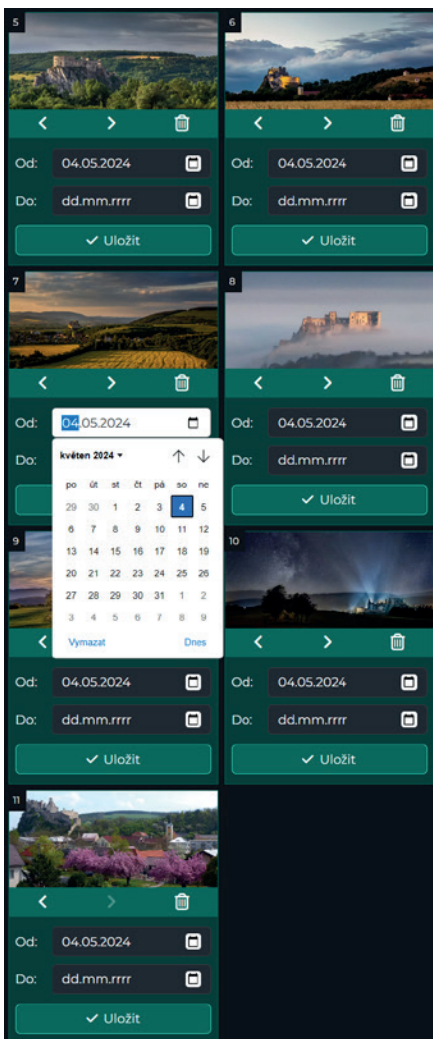 5
Od: 04.05.2024
Do: dd.mm.rrrr
Uložit
6
Od: 04.05.2024
Do: dd.mm.rrrr
Uložit
7
Od: 04.05.2024
Do:
květen 2024
po út st čt pá so ne
29 30 1 2 3 4 5
6 7 8 9 10 11 12
13 14 15 16 17 18 19
20 21 22 23 24 25 26
27 28 29 30 31 1 2
3 4 5 6 7 8 9
Vymazat Dnes
8
Od: 04.05.2024
Do: dd.mm.rrrr
Uložit
9
Od: 04.05.2024
Do: dd.mm.rrrr
Uložit
10
Od: 04.05.2024
Do: dd.mm.rrrr
Uložit
11
Od: 04.05.2024
Do: dd.mm.rrrr
Uložit